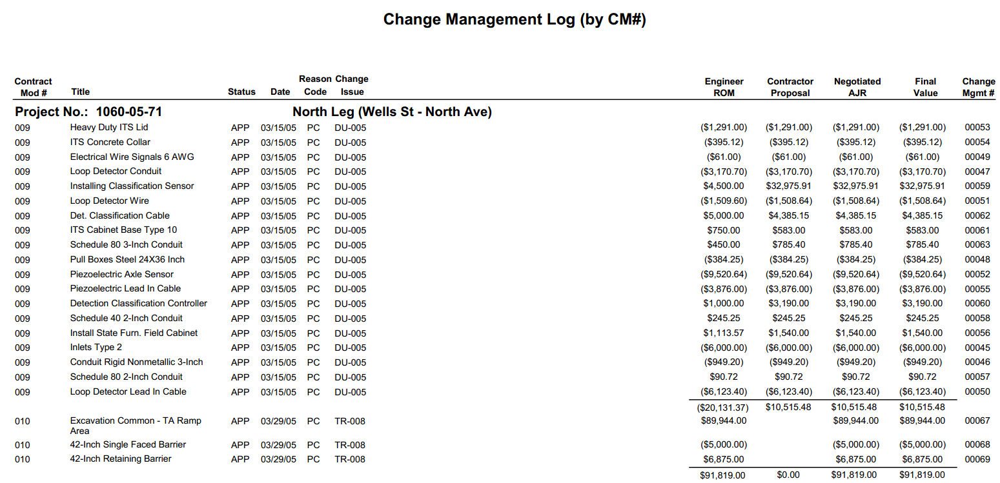 Change Management Log (by CM#)
Contract Mod # Title Status Date Reason Code Change Issue Engineer ROM Contractor Proposal Negotiated AJR Final Value Change Mgmt #
Project No.: 1060-05-71 North Leg (Wells St - North Ave)
009 Heavy Duty ITS Lid APP 03/15/05 PC DU-005 ($1,291.00) ($1,291.00) ($1,291.00) ($1,291.00) 00053
009 ITS Concrete Collar APP 03/15/05 PC DU-005 ($395.12) ($395.12) ($395.12) ($395.12) 00054
009 Electrical Wire Signals 6 AWG APP 03/15/05 PC DU-005 ($61.00) ($61.00) ($61.00) ($61.00) 00049
009 Loop Detector Conduit APP 03/15/05 PC DU-005 ($3,170.70) ($3,170.70) ($3,170.70) ($3,170.70) 00047
009 Installing Classification Sensor APP 03/15/05 PC DU-005 $4,500.00 $32,975.91 $32,975.91 $32,975.91 00059
009 Loop Detector Wire APP 03/15/05 PC DU-005 ($1,509.60) ($1,508.64) ($1,508.64) ($1,508.64) 00051
009 Det. Classification Cable APP 03/15/05 PC DU-005 $5,000.00 $4,385.15 $4,385.15 $4,385.15 00062
009 ITS Cabinet Base Type 10 APP 03/15/05 PC DU-005 $750.00 $583.00 $583.00 $583.00 00061
009 Schedule 80 3-Inch Conduit APP 03/15/05 PC DU-005 $450.00 $785.40 $785.40 $785.40 00063
009 Pull Boxes Steel 24X36 Inch APP 03/15/05 PC DU-005 ($384.25) ($384.25) ($384.25) ($384.25) 00048
009 Piezoelectric Axle Sensor APP 03/15/05 PC DU-005 ($9,520.64) ($9,520.64) ($9,520.64) ($9,520.64) 00052
009 Piezoelectric Lead In Cable APP 03/15/05 PC DU-005 ($3,876.00) ($3,876.00) ($3,876.00) ($3,876.00) 00055
009 Detection Classification Controller APP 03/15/05 PC DU-005 $1,000.00 $3,190.00 $3,190.00 $3,190.00 00060
009 Schedule 40 2-Inch Conduit APP 03/15/05 PC DU-005 $245.25 $245.25 $245.25 $245.25 00058
009 Install State Furn. Field Cabinet APP 03/15/05 PC DU-005 $1,113.57 $1,540.00 $1,540.00 $1,540.00 00056
009 Inlets Type 2 APP 03/15/05 PC DU-005 ($6,000.00) ($6,000.00) ($6,000.00) ($6,000.00) 00045
009 Conduit Rigid Nonmetallic 3-Inch APP 03/15/05 PC DU-005 ($949.20) ($949.20) ($949.20) ($949.20) 00046
009 Schedule 80 2-Inch Conduit APP 03/15/05 PC DU-005 $90.72 $90.72 $90.72 $90.72 00057
009 Loop Detector Lead In Cable APP 03/15/05 PC DU-005 ($6,123.40) ($6,123.40) ($6,123.40) ($6,123.40) 00050
($20,131.37) $10,515.48 $10,515.48 $10,515.48
010 Excavation Common - TA Ramp APP 03/29/05 PC TR-008 $89,944.00 $89,944.00 $89,944.00 00067
Area
010 42-Inch Single Faced Barrier APP 03/29/05 PC TR-008 ($5,000.00) ($5,000.00) ($5,000.00) 00068
010 42-Inch Retaining Barrier APP 03/29/05 PC TR-008 $6,875.00 $6,875.00 $6,875.00 00069
$91,819.00 $0.00 $91,819.00 $91,819.00